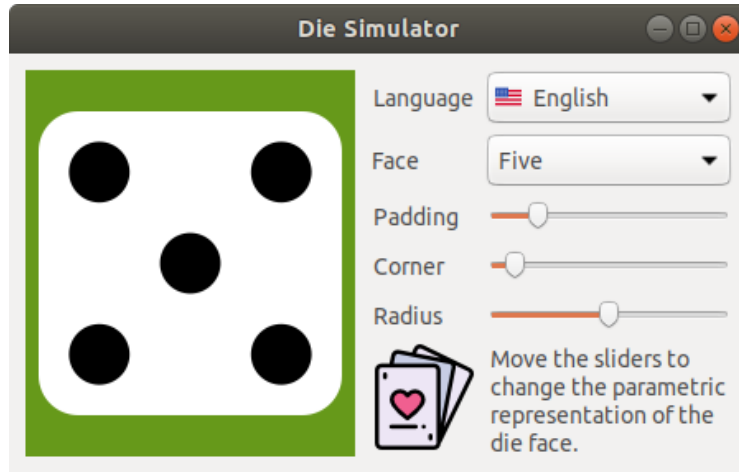 Die Simulator
Language English
Face Five
Padding
Corner
Radius
Move the sliders to
change the parametric
representation of the
die face.